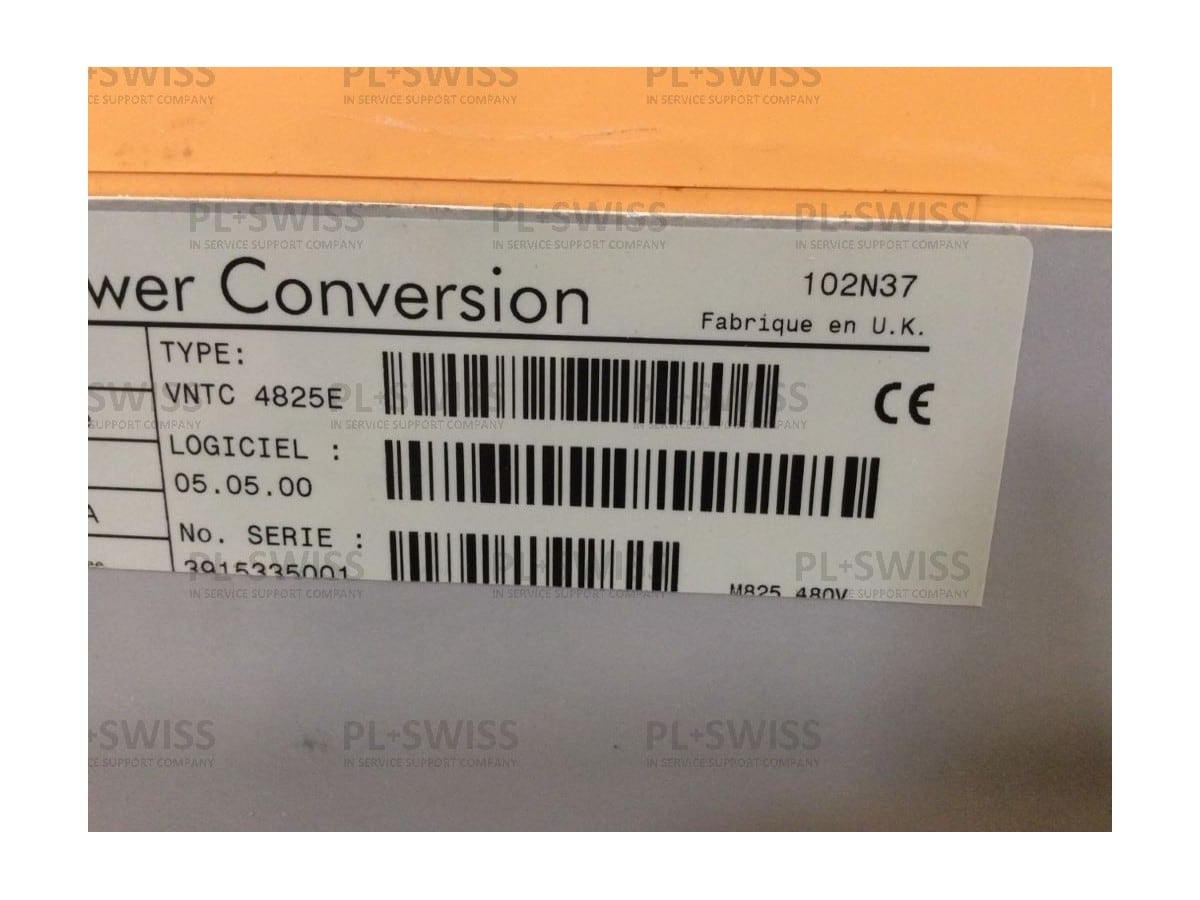 wer Conversion
102N37
Fabrique en U.K.
TYPE:
VNTC 4825E
CE
LOGICIEL :
05.05.00
No. SERIE :
3915335001
M825 480V
A
PL+SWISS
IN SERVICE SUPPORT COMPANY